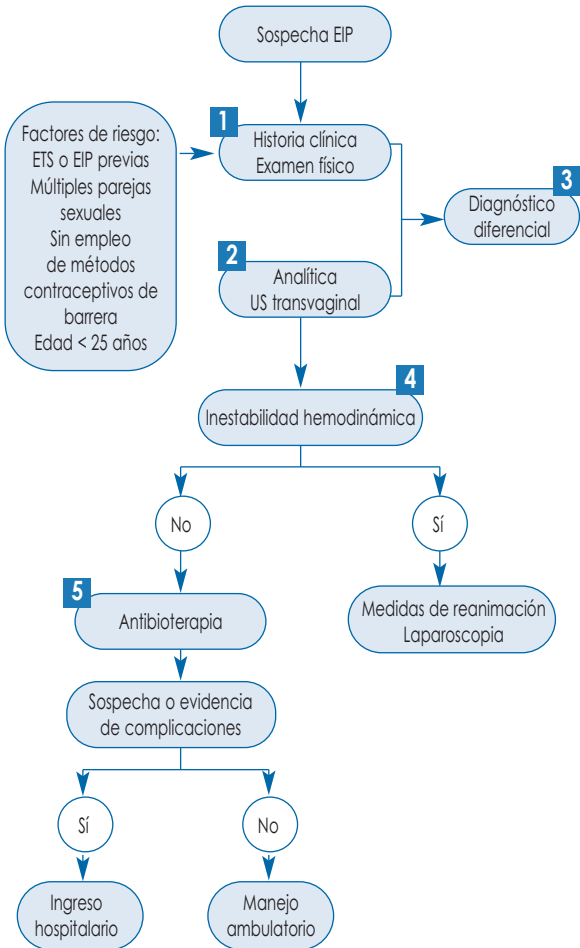 Sospecha EIP
1
Historia clínica
Examen físico
Factores de riesgo:
ETS o EIP previas
Múltiples parejas
sexuales
Sin empleo
de métodos
contraceptivos de
barrera
Edad < 25 años
3
Diagnóstico
diferencial
2
Analítica
US transvaginal
4
Inestabilidad hemodinámica
No
Sí
5
Antibioterapia
Medidas de reanimación
Laparoscopia
Sospecha o evidencia
de complicaciones
Sí
No
Ingreso
hospitalario
Manejo
ambulatorio